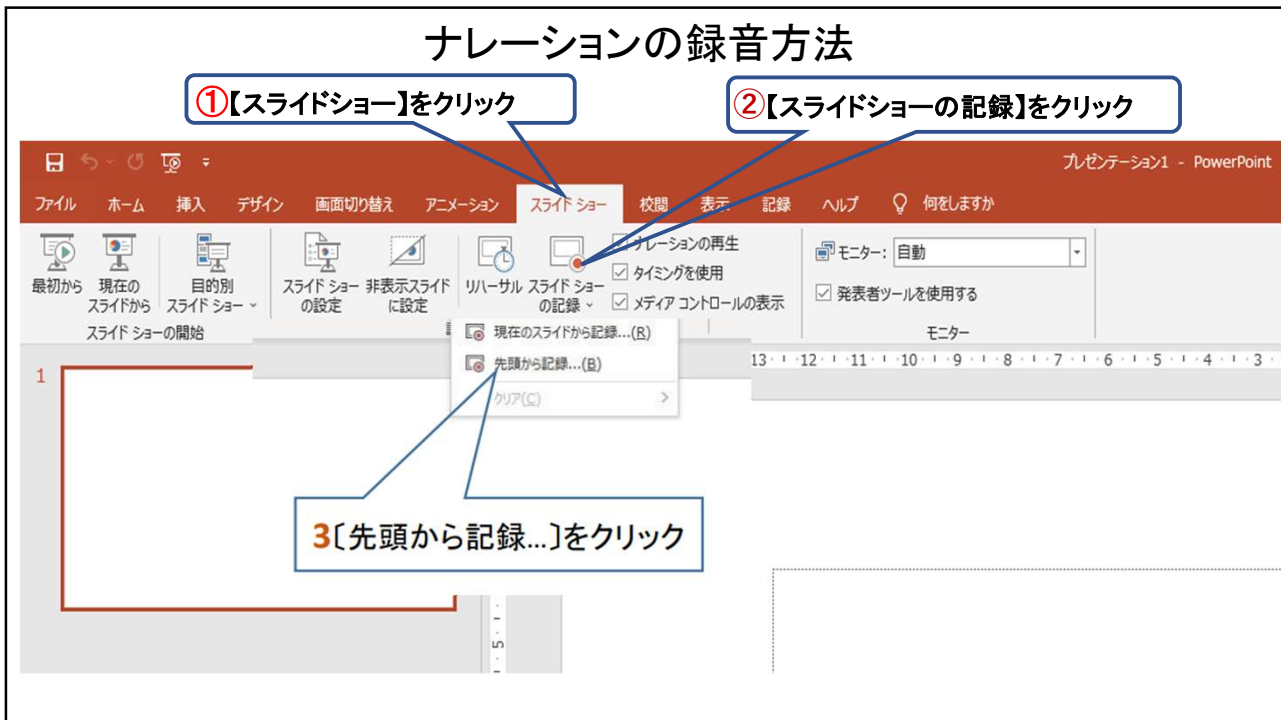 ナレーションの録音方法
①【スライドショー】をクリック
②【スライドショーの記録】をクリック
プレゼンテーション1 - PowerPoint
ファイル ホーム 挿入 デザイン 画面切り替え アニメーション スライド ショー 校閲 表示 記録 ヘルプ 何をしますか
最初から
現在の
スライドから
目的別
スライド ショー
スライド ショー
の設定
非表示スライド
に設定
リハーサル
スライド ショー
の記録
ナレーションの再生
タイミングを使用
メディア コントロールの表示
モニター: 自動
発表者ツールを使用する
スライド ショーの開始
モニター
現在のスライドから記録...(R)
先頭から記録...(B)
クリア(C)
13 12 11 10 9 8 7 6 5 4 3
1
3〔先頭から記録…〕をクリック
5